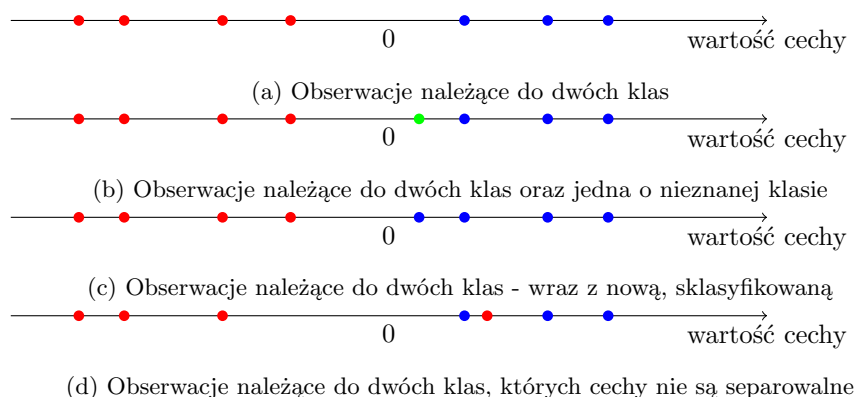 0
wartość cechy
(a) Obserwacje należące do dwóch klas
0
wartość cechy
(b) Obserwacje należące do dwóch klas oraz jedna o nieznanej klasie
0
wartość cechy
(c) Obserwacje należące do dwóch klas - wraz z nową, sklasyfikowaną
0
wartość cechy
(d) Obserwacje należące do dwóch klas, których cechy nie są separowalne